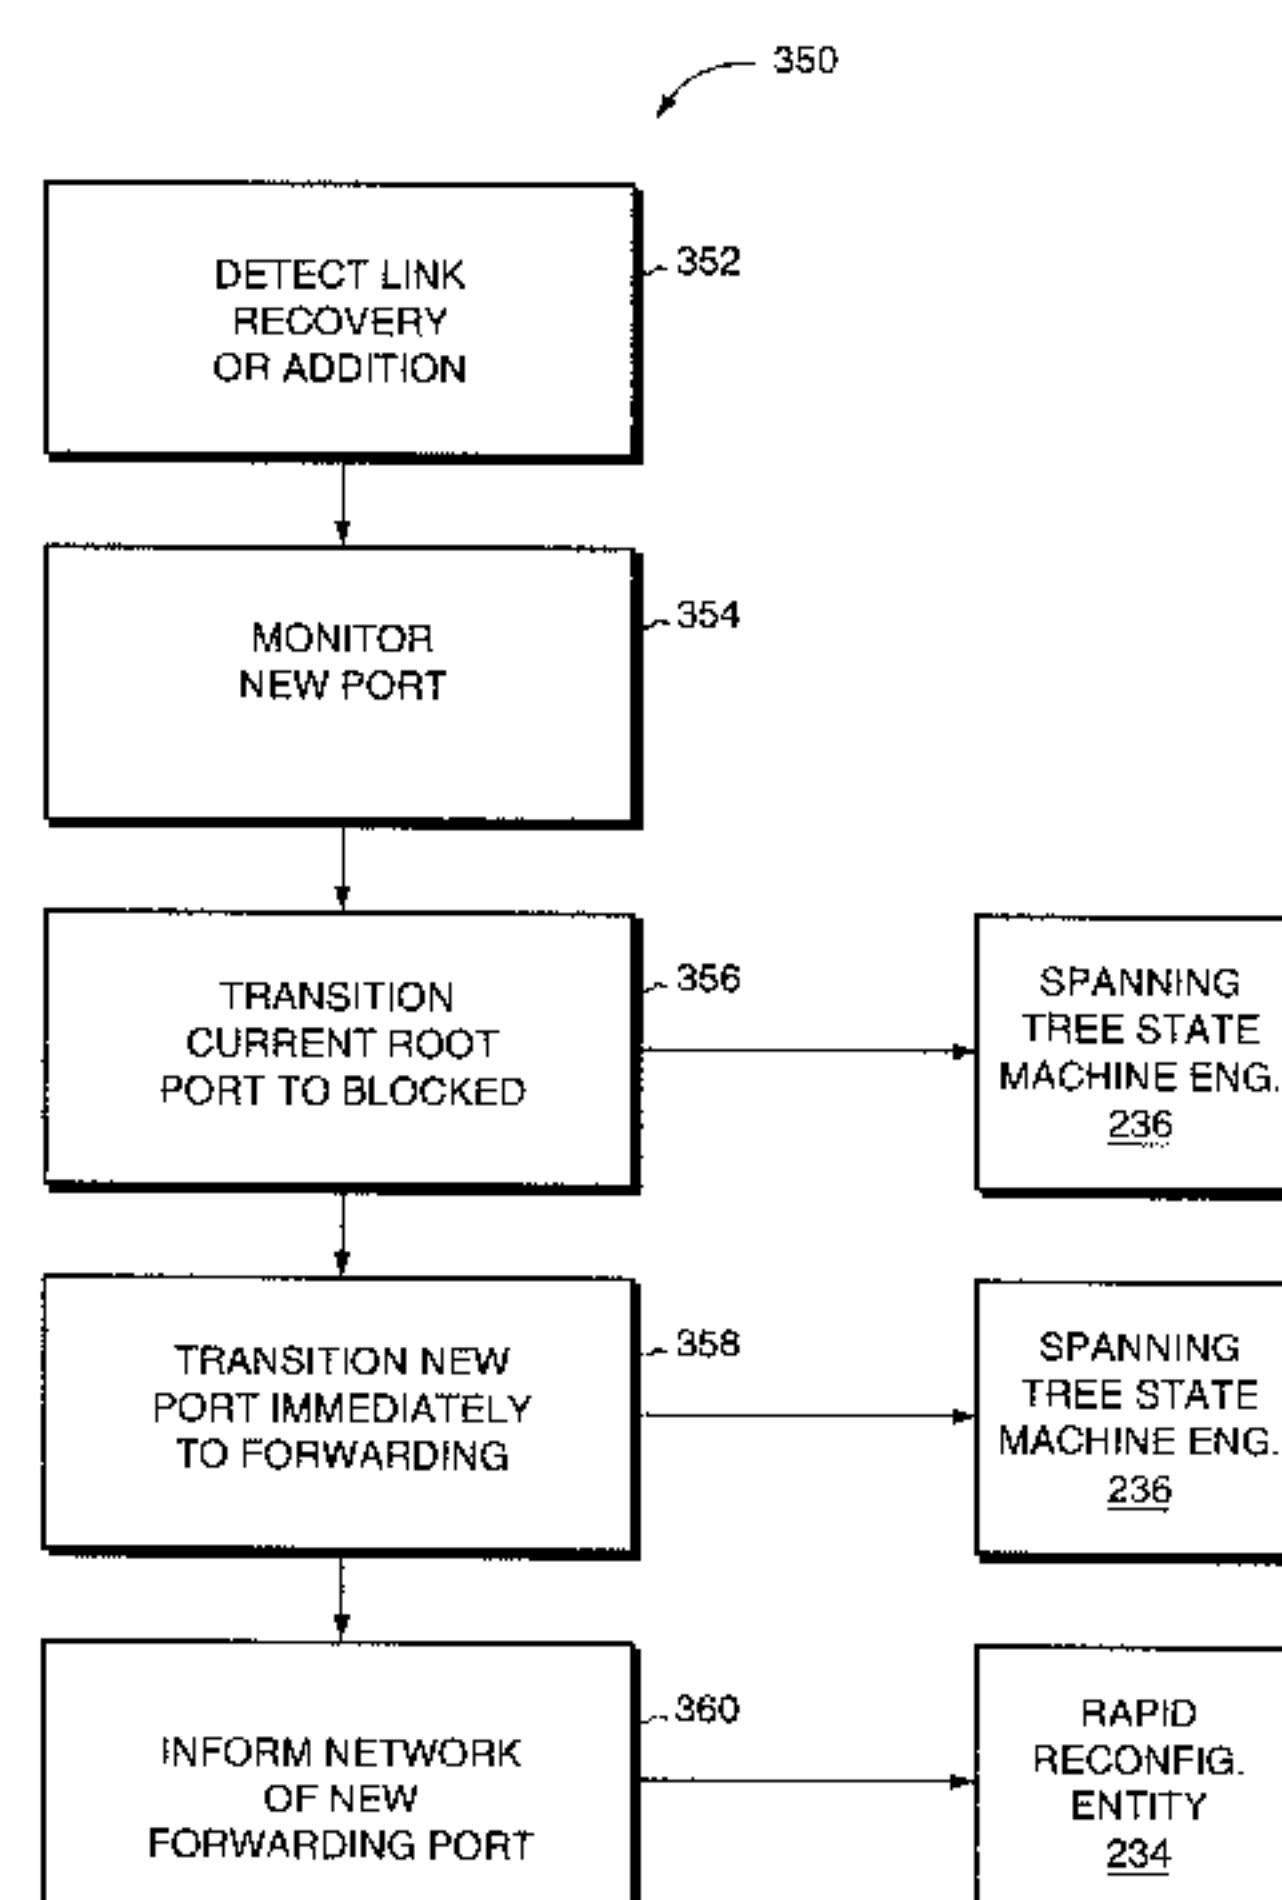 350
DETECT LINK
RECOVERY
OR ADDITION
352
MONITOR
NEW PORT
354
TRANSITION
CURRENT ROOT
PORT TO BLOCKED
356
SPANNING
TREE STATE
MACHINE ENG.
236
TRANSITION NEW
PORT IMMEDIATELY
TO FORWARDING
358
SPANNING
TREE STATE
MACHINE ENG.
236
INFORM NETWORK
OF NEW
FORWARDING PORT
360
RAPID
RECONFIG.
ENTITY
234